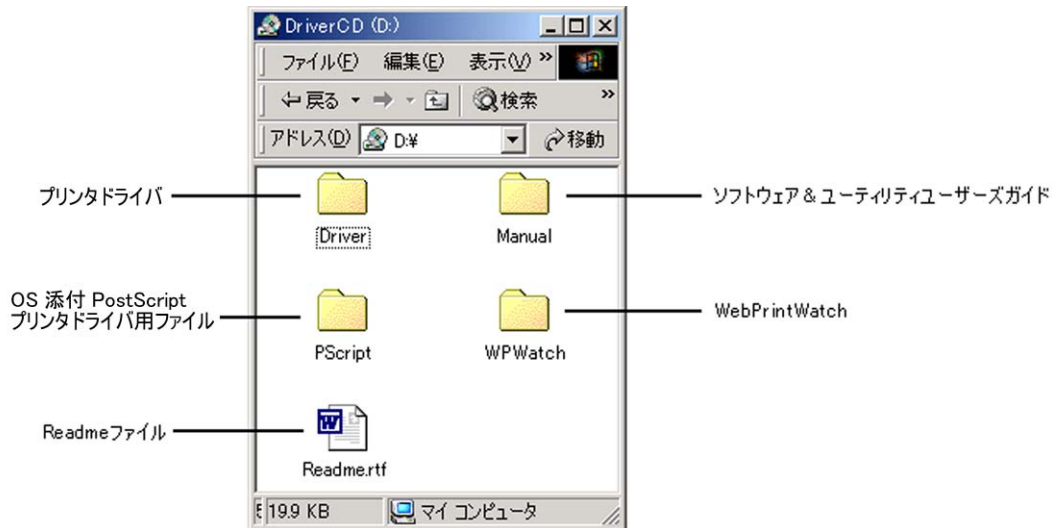 DriverCD (D:)
ファイル(F) 編集(E) 表示(V) »
戻る 検索 »
アドレス(D) D:¥ 移動
プリンタドライバ
Driver
Manual
ソフトウェア & ユーティリティユーザーズガイド
OS 添付 PostScript
プリンタドライバ用ファイル
PScript
WPWatch
WebPrintWatch
Readmeファイル
Readme.rtf
19.9 KB マイ コンピュータ